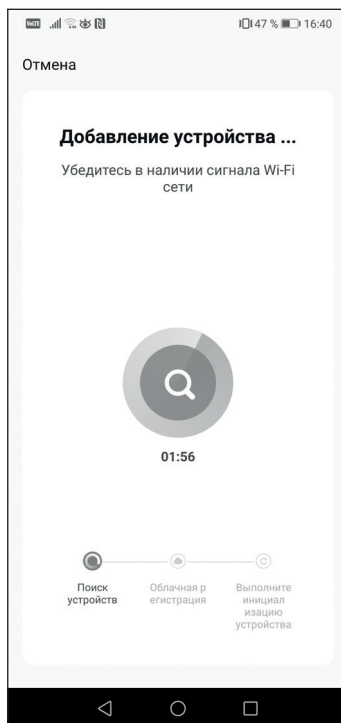 VoLTE 47 % 16:40
Отмена
Добавление устройства ...
Убедитесь в наличии сигнала Wi-Fi
сети
01:56
Поиск
устройств
Облачная р
егистрация
Выполните
инициал
изацию
устройства